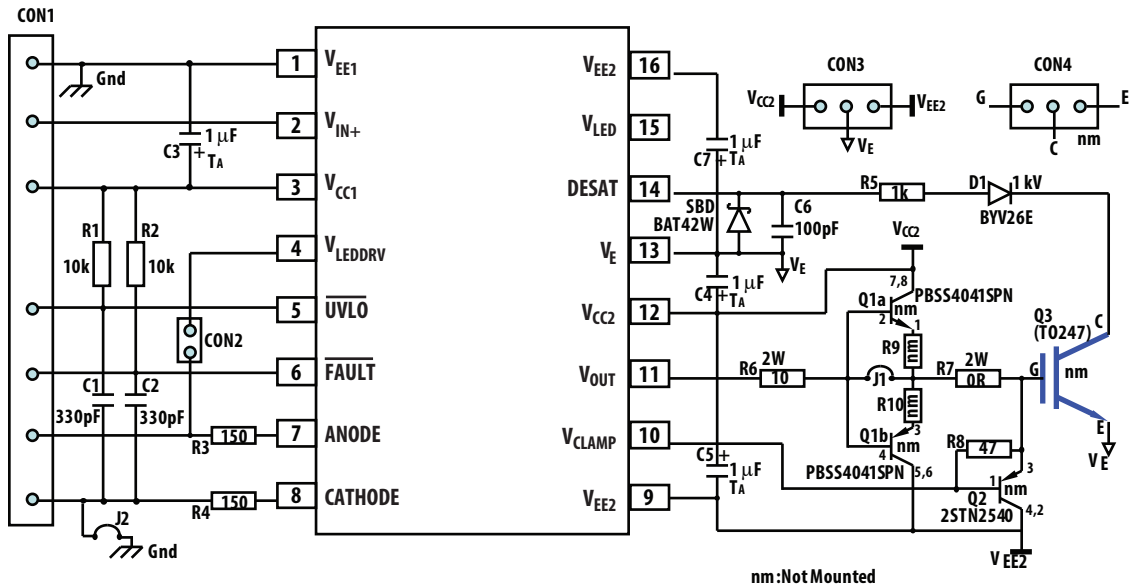 CON1
Gnd
C3
1 μF
+
TA
R1
10k
R2
10k
CON2
C1
330pF
C2
330pF
R3
150
R4
150
J2
Gnd
1 VEE1
2 VIN+
3 VCC1
4 VLEDDRV
5 UVLO
6 FAULT
7 ANODE
8 CATHODE
VEE2 16
VLED 15
DESAT 14
VE 13
VCC2 12
VOUT 11
VCLAMP 10
VEE2 9
CON3
VCC2
VEE2
VE
CON4
G
E
C
nm
1 μF
C7 +
TA
SBD
BAT42W
C6
100pF
R5
1k
D1
1 kV
BYV26E
VE
C4
1 μF
+
TA
VCC2
7,8
Q1a
nm
PBSS4041SPN
2
1
R9
nm
R6
2W
10
J1
R7
2W
0R
R10
nm
Q1b
3
nm
4
PBSS4041SPN
5,6
C5 +
1 μF
TA
Q3
(TO247)
C
G
nm
E
VE
R8
47
3
1
nm
Q2
4,2
2STN2540
VEE2
nm:Not Mounted